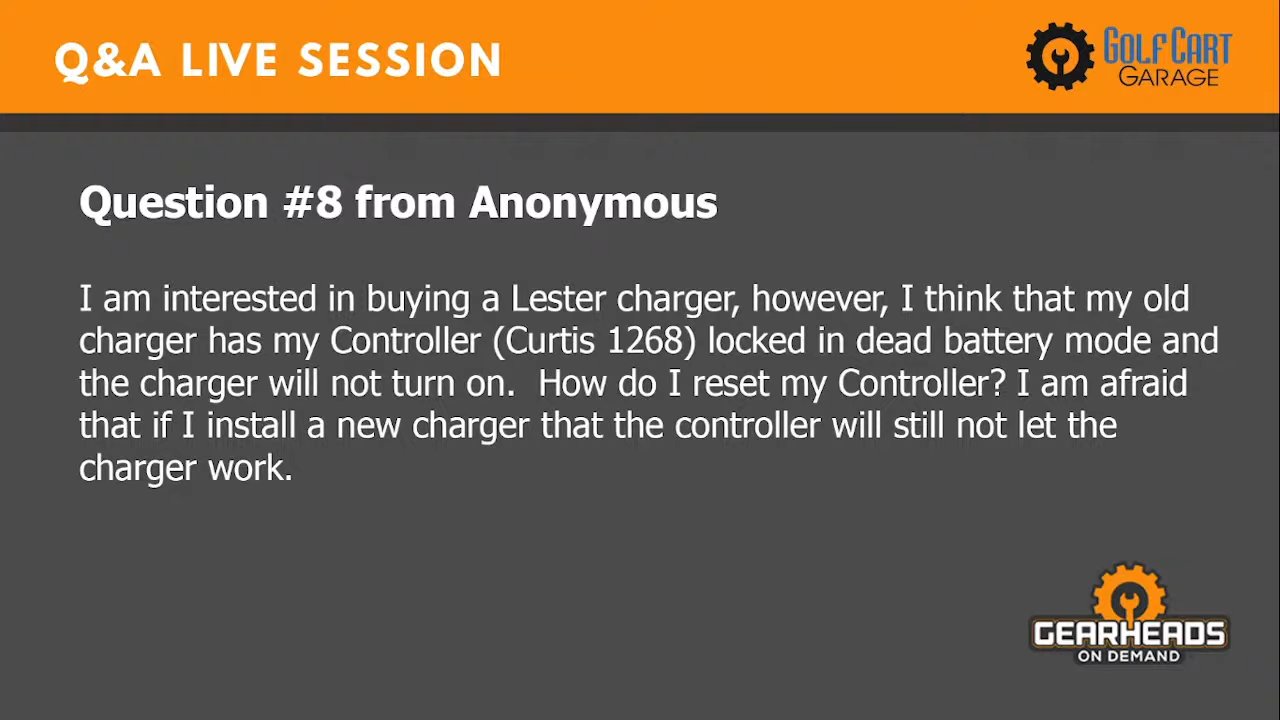 Q&A LIVE SESSION
GOLF CART
GARAGE
Question #8 from Anonymous
I am interested in buying a Lester charger, however, I think that my old
charger has my Controller (Curtis 1268) locked in dead battery mode and
the charger will not turn on.  How do I reset my Controller? I am afraid
that if I install a new charger that the controller will still not let the
charger work.
GEARHEADS
ON DEMAND